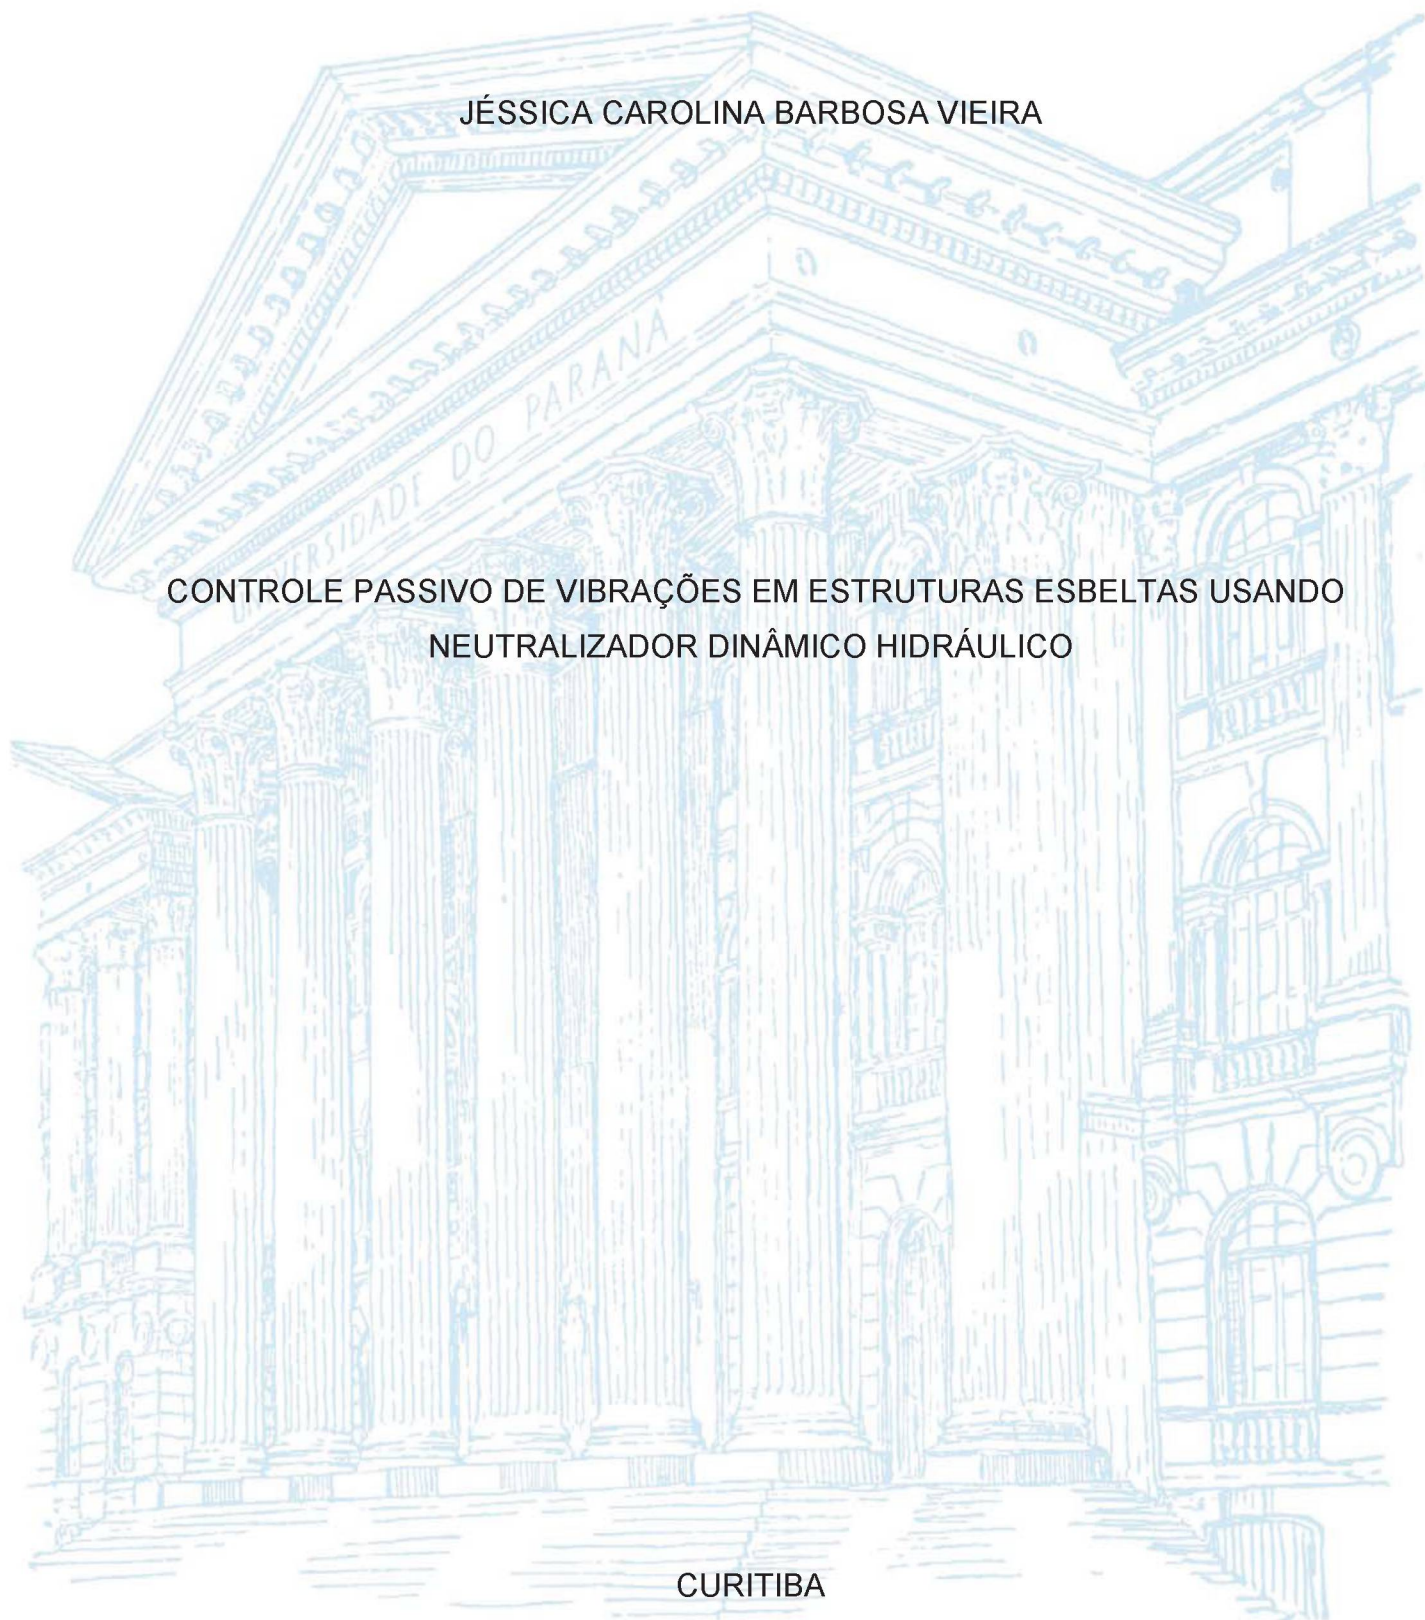 JÉSSICA CAROLINA BARBOSA VIEIRA
UNIVERSIDADE DO PARANÁ
CONTROLE PASSIVO DE VIBRAÇÕES EM ESTRUTURAS ESBELTAS USANDO
NEUTRALIZADOR DINÂMICO HIDRÁULICO
CURITIBA